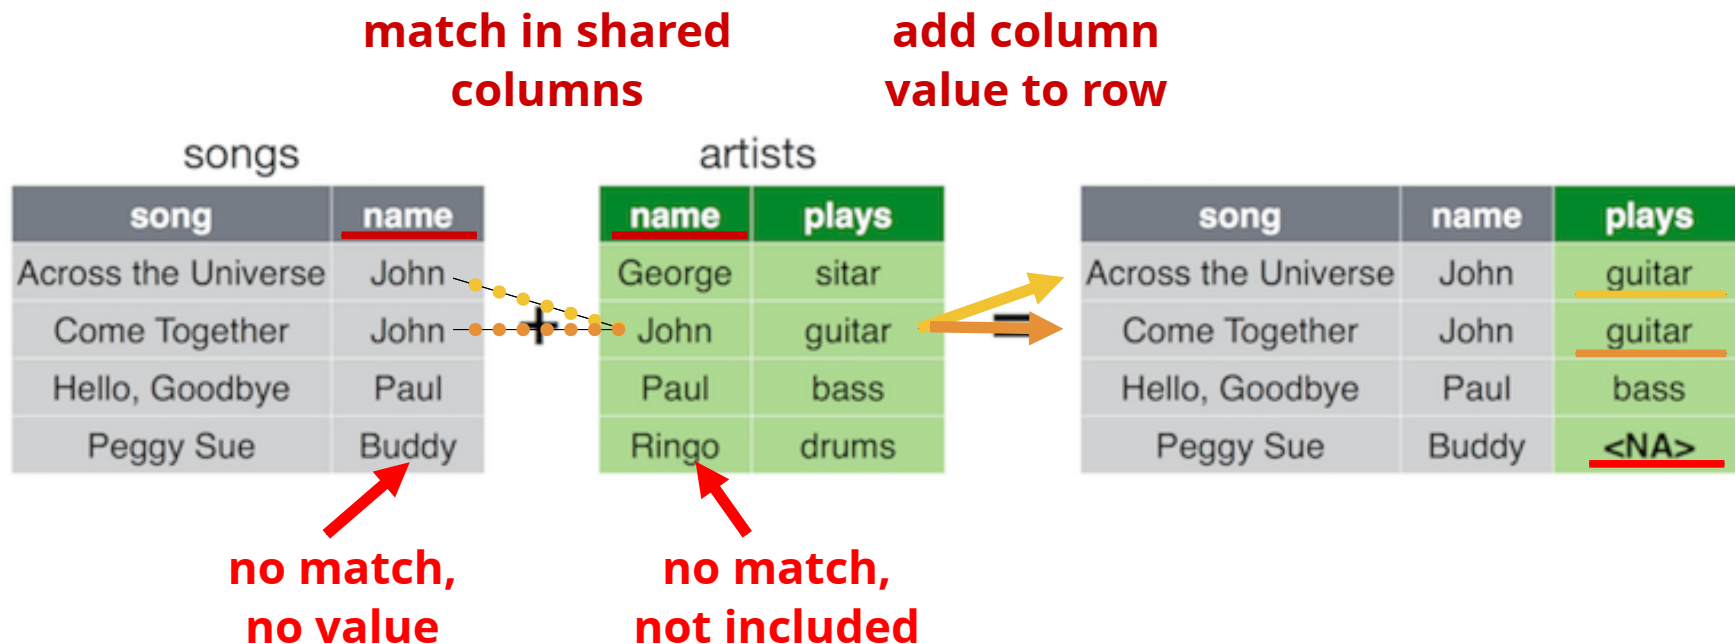 match in shared
columns
add column
value to row
songs
song name
Across the Universe John
Come Together John
Hello, Goodbye Paul
Peggy Sue Buddy
+
artists
name plays
George sitar
John guitar
Paul bass
Ringo drums
=
song name plays
Across the Universe John guitar
Come Together John guitar
Hello, Goodbye Paul bass
Peggy Sue Buddy <NA>
no match,
no value
no match,
not included